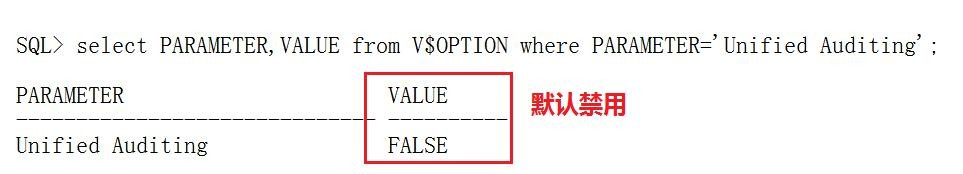 SQL> select PARAMETER,VALUE from V$OPTION where PARAMETER='Unified Auditing';
PARAMETER VALUE 默认禁用
------------------------------ ----------
Unified Auditing FALSE